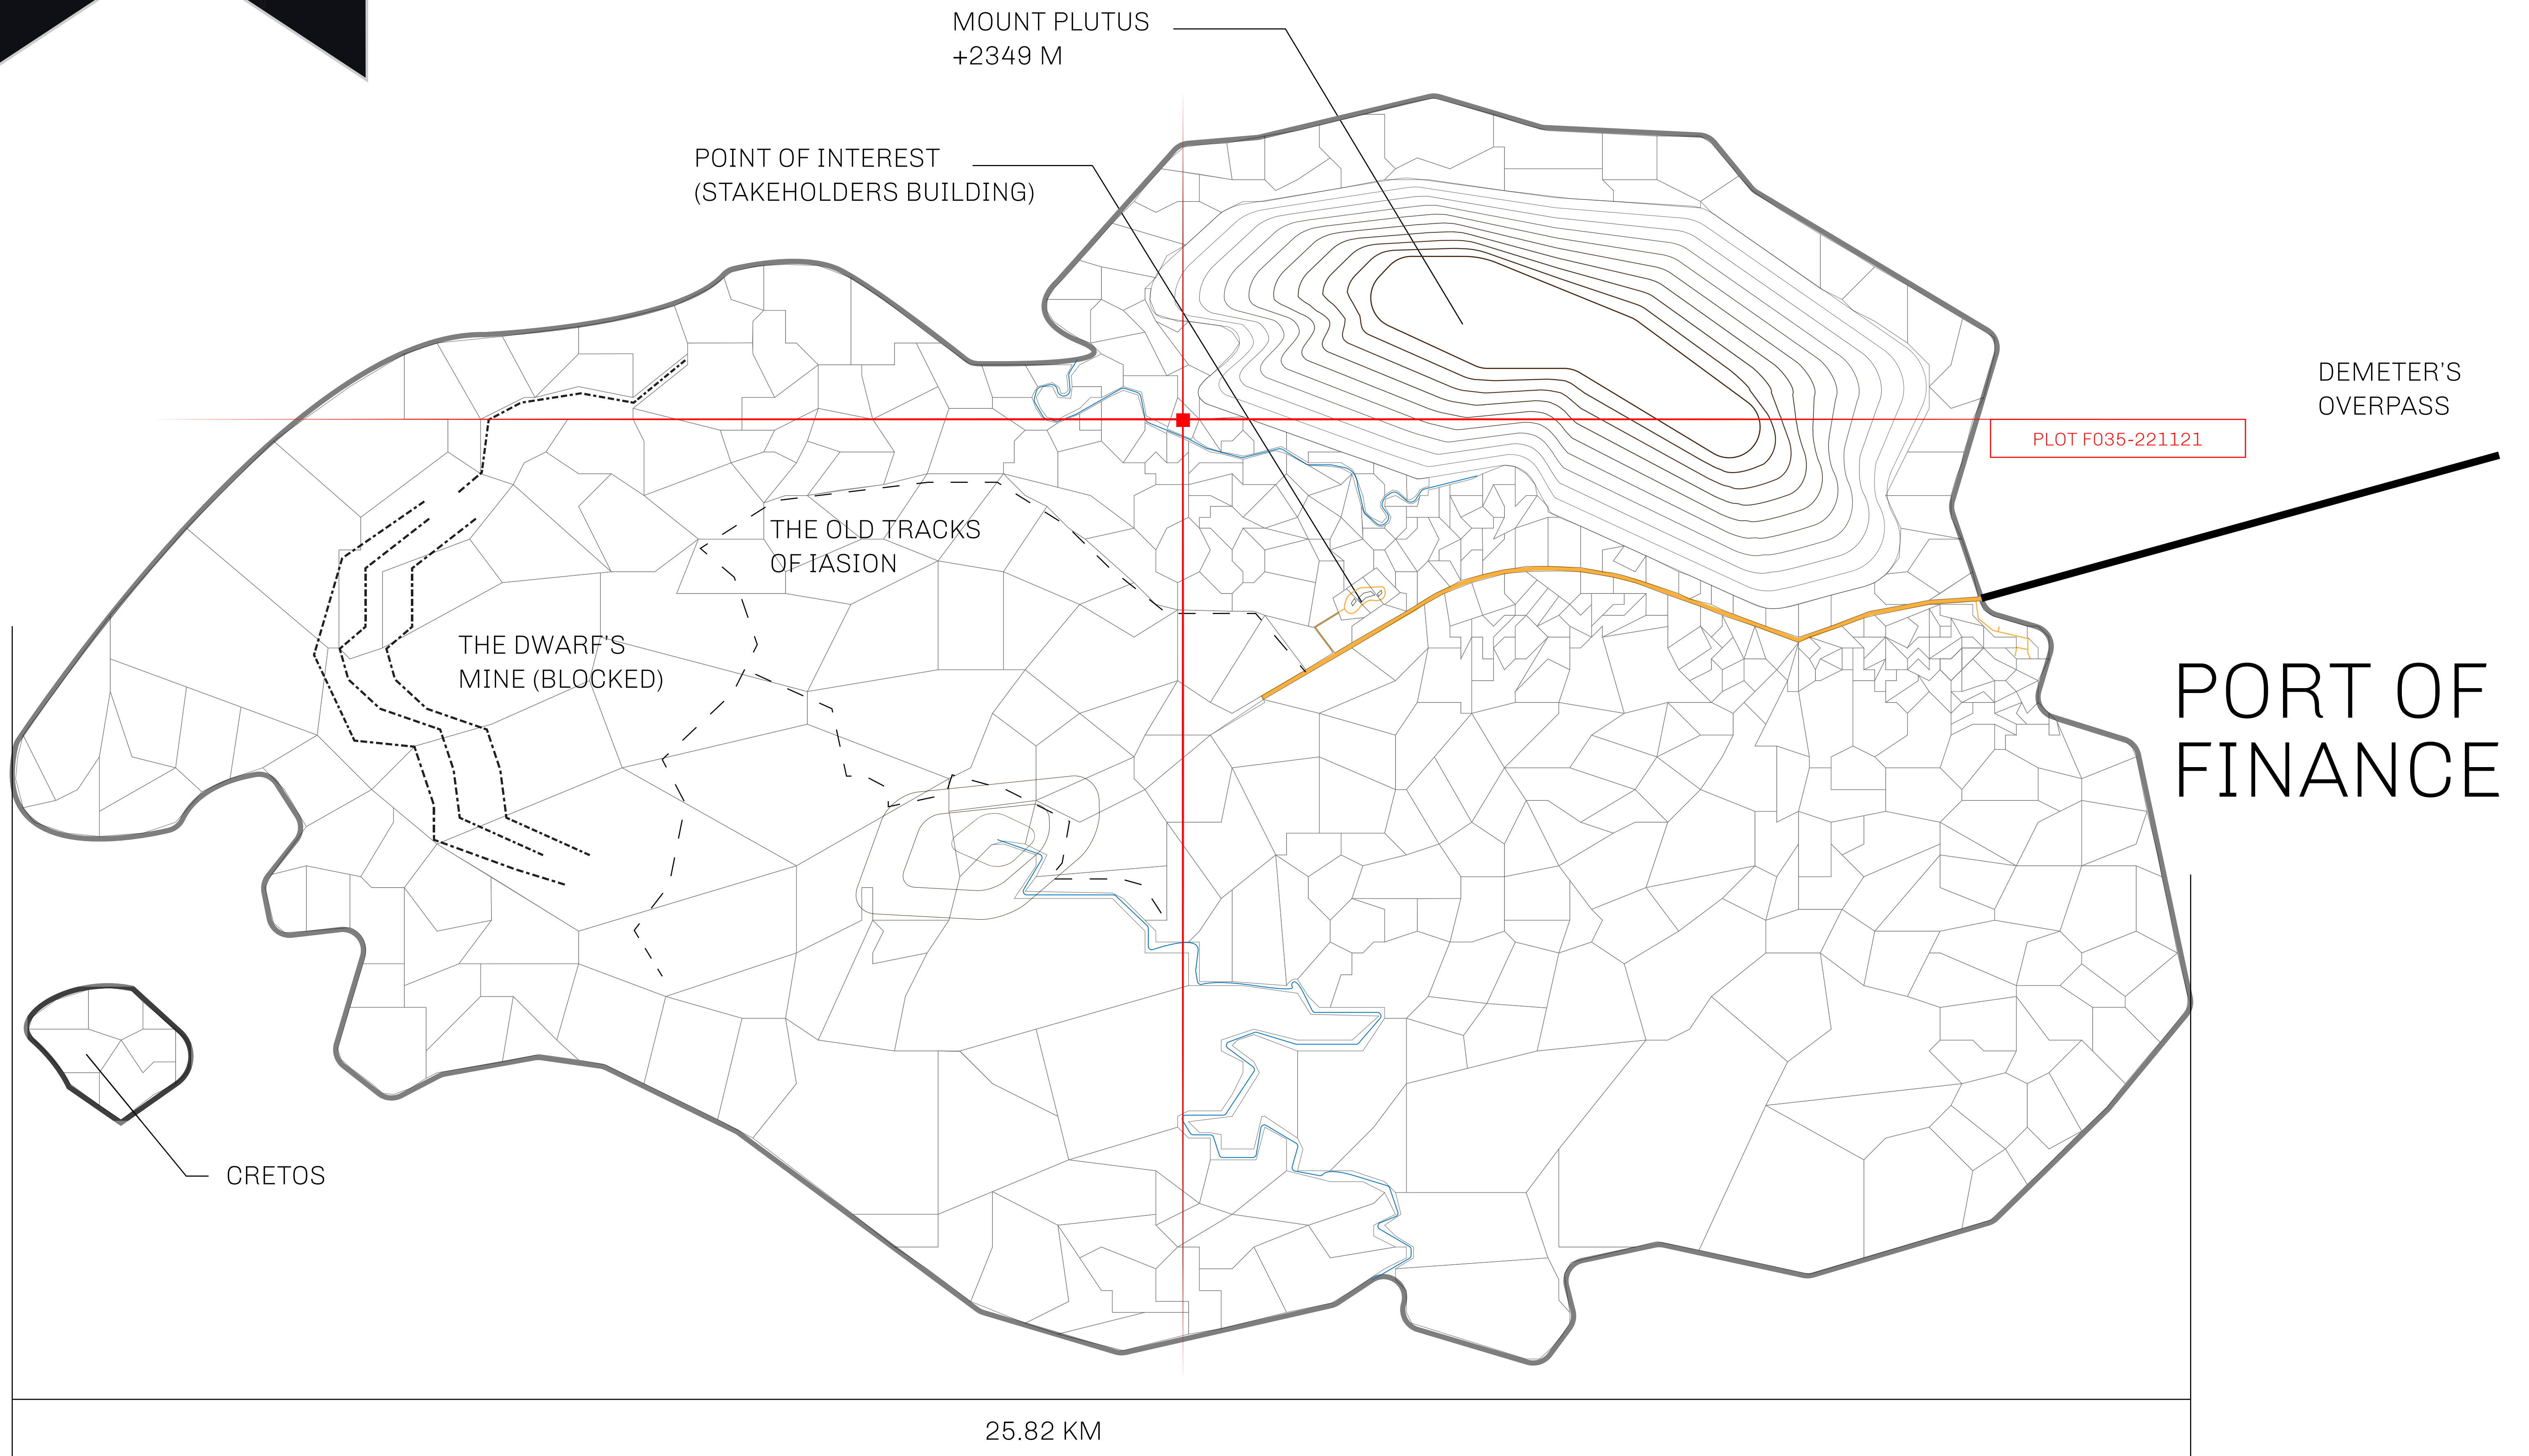 MOUNT PLUTUS
+2349 M
POINT OF INTEREST
(STAKEHOLDERS BUILDING)
DEMETER'S
OVERPASS
PLOT F035-221121
THE OLD TRACKS
OF IASION
THE DWARF'S
MINE (BLOCKED)
PORT OF
FINANCE
CRETOS
25.82 KM